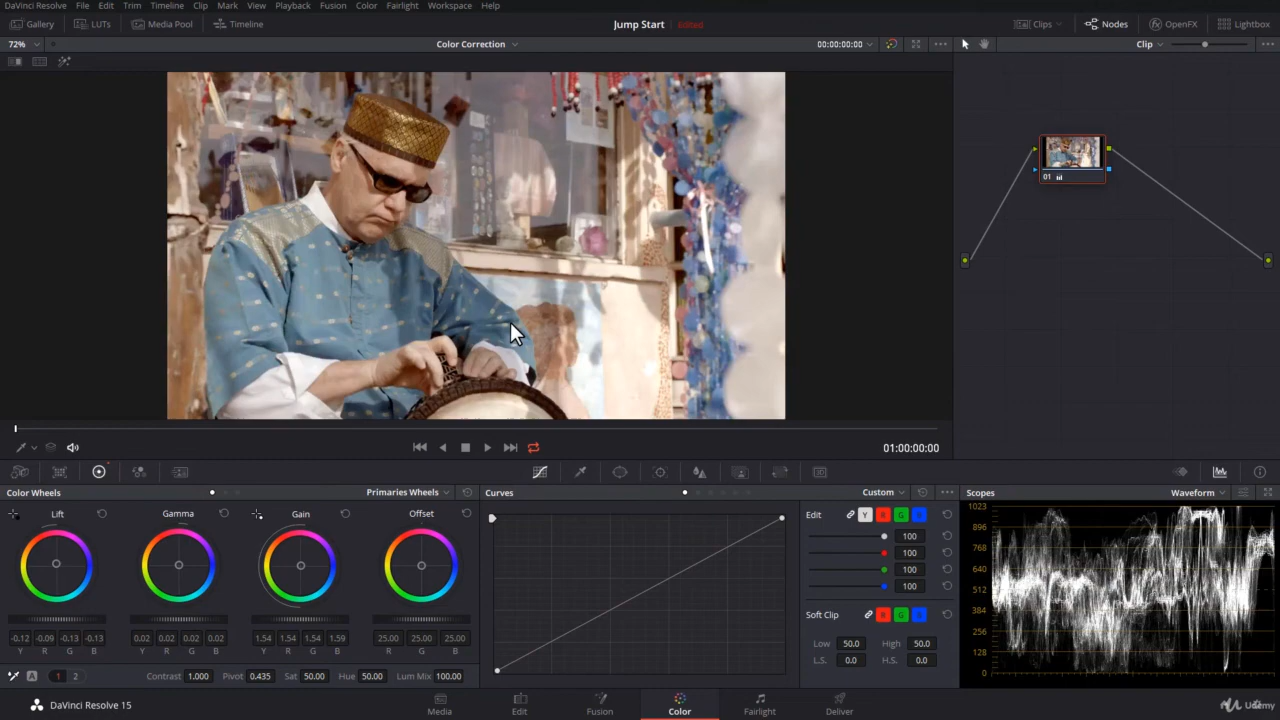 DaVinci Resolve File Edit Trim Timeline Clip Mark View Playback Fusion Color Fairlight Workspace Help
Gallery LUTs Media Pool Timeline Jump Start Edited Clips Nodes OpenFX Lightbox
72% Color Correction 00:00:00:00 Clip
01
01:00:00:00
Color Wheels Primaries Wheels Curves Custom Scopes Waveform
Lift Gamma Gain Offset Edit Y R G B 1023
896
100
768
100
640
100
512
100
384
Soft Clip R G B
256
-0.12 -0.09 -0.13 -0.13 0.02 0.02 0.02 0.02 1.54 1.54 1.54 1.59 25.00 25.00 25.00 Low 50.0 High 50.0
128
Y R G B Y R G B Y R G B R G B L.S. 0.0 H.S. 0.0
0
A 1 2 Contrast 1.000 Pivot 0.435 Sat 50.00 Hue 50.00 Lum Mix 100.00
DaVinci Resolve 15 Media Edit Fusion Color Fairlight Deliver Udemy